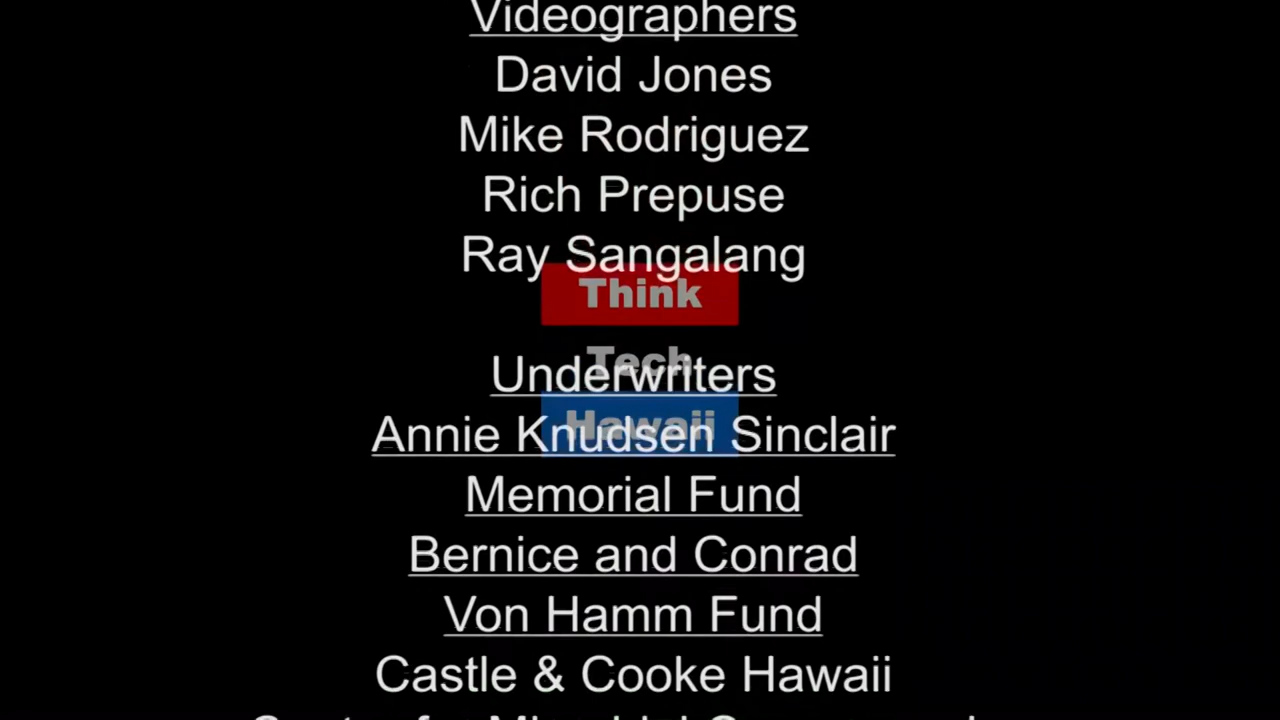 Videographers
David Jones
Mike Rodriguez
Rich Prepuse
Ray Sangalang
Think
Tech
Underwriters
Hawaii
Annie Knudsen Sinclair
Memorial Fund
Bernice and Conrad
Von Hamm Fund
Castle & Cooke Hawaii